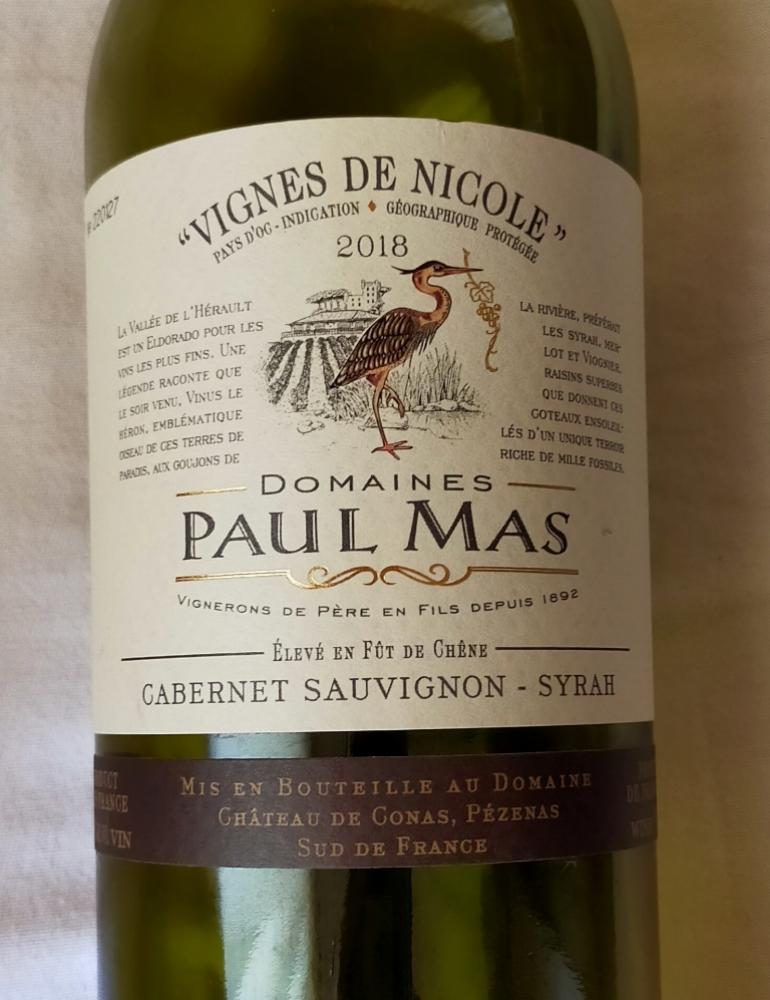 "VIGNES DE NICOLE"
PAYS D'OC - INDICATION ♦ GÉOGRAPHIQUE PROTÉGÉE
2018
020127
LA VALLÉE DE L'HÉRAULT
EST UN ELDORADO POUR LES
VINS LES PLUS FINS. UNE
LÉGENDE RACONTE QUE
LE SOIR VENU, VINUS LE
HÉRON, EMBLÉMATIQUE
OISEAU DE CES TERRES DE
PARADIS, AUX GOUJONS DE
LA RIVIÈRE, PRÉFÉRAIT
LES SYRAH, MER-
LOT ET VIOGNIER,
RAISINS SUPERBES
QUE DONNENT CES
COTEAUX ENSOLEIL-
LÉS D'UN UNIQUE TERROIR
RICHE DE MILLE FOSSILES.
DOMAINES
PAUL MAS
VIGNERONS DE PÈRE EN FILS DEPUIS 1892
ÉLEVÉ EN FÛT DE CHÊNE
CABERNET SAUVIGNON - SYRAH
MIS EN BOUTEILLE AU DOMAINE
CHÂTEAU DE CONAS, PÉZENAS
SUD DE FRANCE
VIN